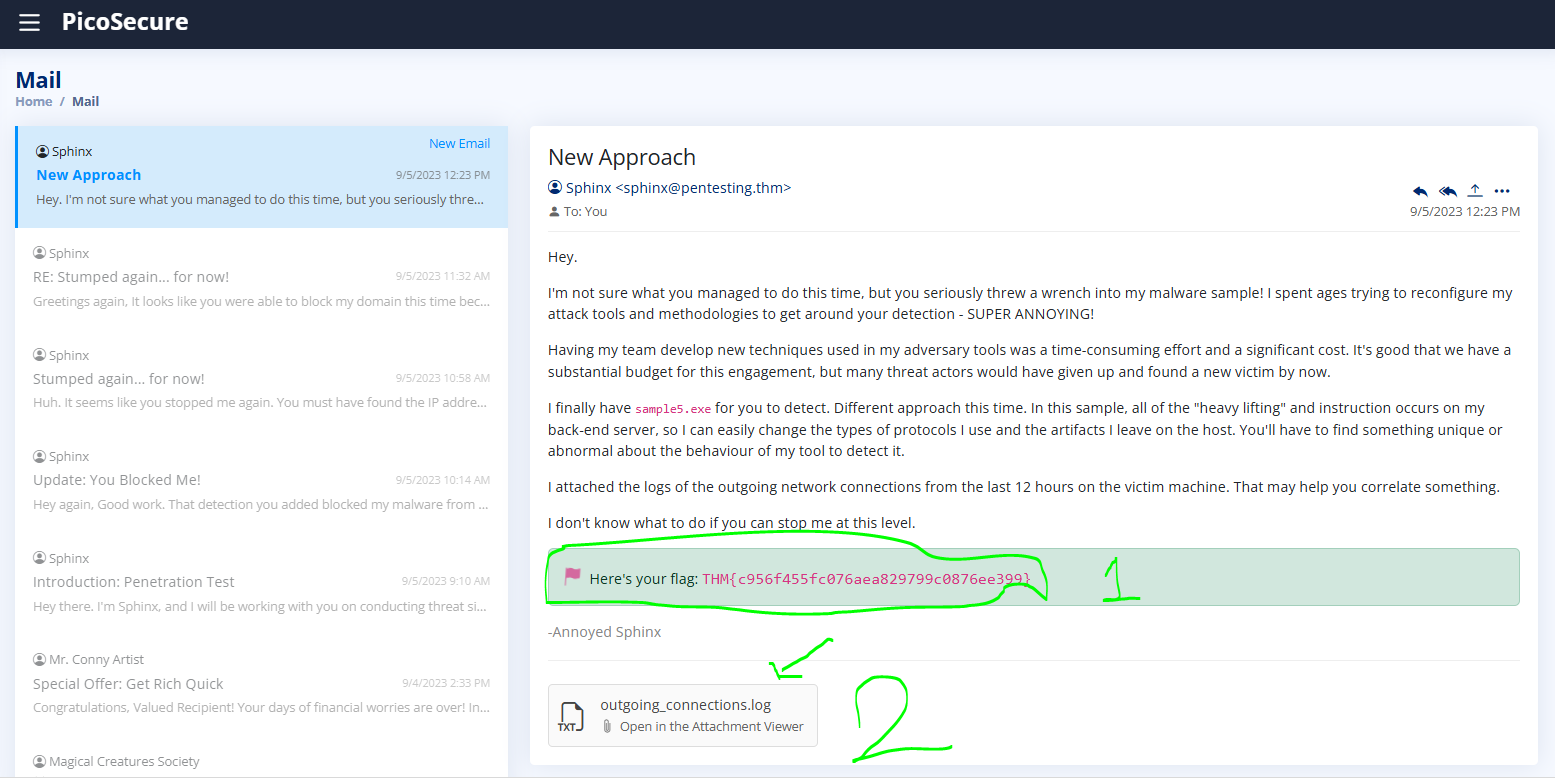 PicoSecure
Mail
Home / Mail
New Email
Sphinx
New Approach 9/5/2023 12:23 PM
Hey. I'm not sure what you managed to do this time, but you seriously thre...
Sphinx
RE: Stumped again... for now! 9/5/2023 11:32 AM
Greetings again, It looks like you were able to block my domain this time bec...
Sphinx
Stumped again... for now! 9/5/2023 10:58 AM
Huh. It seems like you stopped me again. You must have found the IP addre...
Sphinx
Update: You Blocked Me! 9/5/2023 10:14 AM
Hey again, Good work. That detection you added blocked my malware from ...
Sphinx
Introduction: Penetration Test 9/5/2023 9:10 AM
Hey there. I'm Sphinx, and I will be working with you on conducting threat si...
Mr. Conny Artist
Special Offer: Get Rich Quick 9/4/2023 2:33 PM
Congratulations, Valued Recipient! Your days of financial worries are over! In...
Magical Creatures Society
New Approach
Sphinx <sphinx@pentesting.thm>
To: You 9/5/2023 12:23 PM
Hey.
I'm not sure what you managed to do this time, but you seriously threw a wrench into my malware sample! I spent ages trying to reconfigure my
attack tools and methodologies to get around your detection - SUPER ANNOYING!
Having my team develop new techniques used in my adversary tools was a time-consuming effort and a significant cost. It's good that we have a
substantial budget for this engagement, but many threat actors would have given up and found a new victim by now.
I finally have sample5.exe for you to detect. Different approach this time. In this sample, all of the "heavy lifting" and instruction occurs on my
back-end server, so I can easily change the types of protocols I use and the artifacts I leave on the host. You'll have to find something unique or
abnormal about the behaviour of my tool to detect it.
I attached the logs of the outgoing network connections from the last 12 hours on the victim machine. That may help you correlate something.
I don't know what to do if you can stop me at this level.
Here's your flag: THM{c956f455fc076aea829799c0876ee399}
1
-Annoyed Sphinx
2
TXT
outgoing_connections.log
Open in the Attachment Viewer